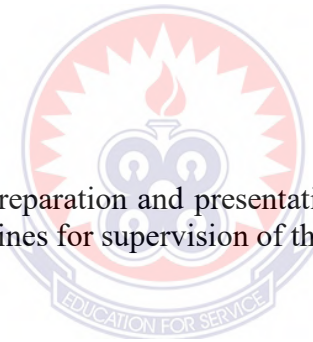 reparation and presentati
ines for supervision of th
EDUCATION FOR SERVICE